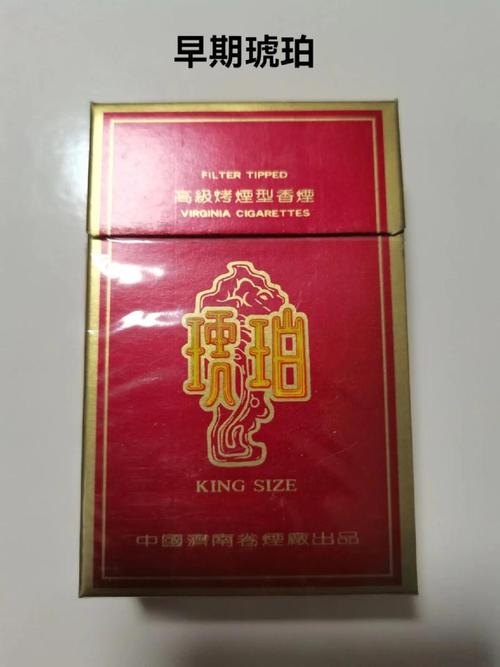 早期琥珀
FILTER TIPPED
高級烤煙型香煙
VIRGINIA CIGARETTES
琥珀
KING SIZE
中國濟南卷煙廠出品